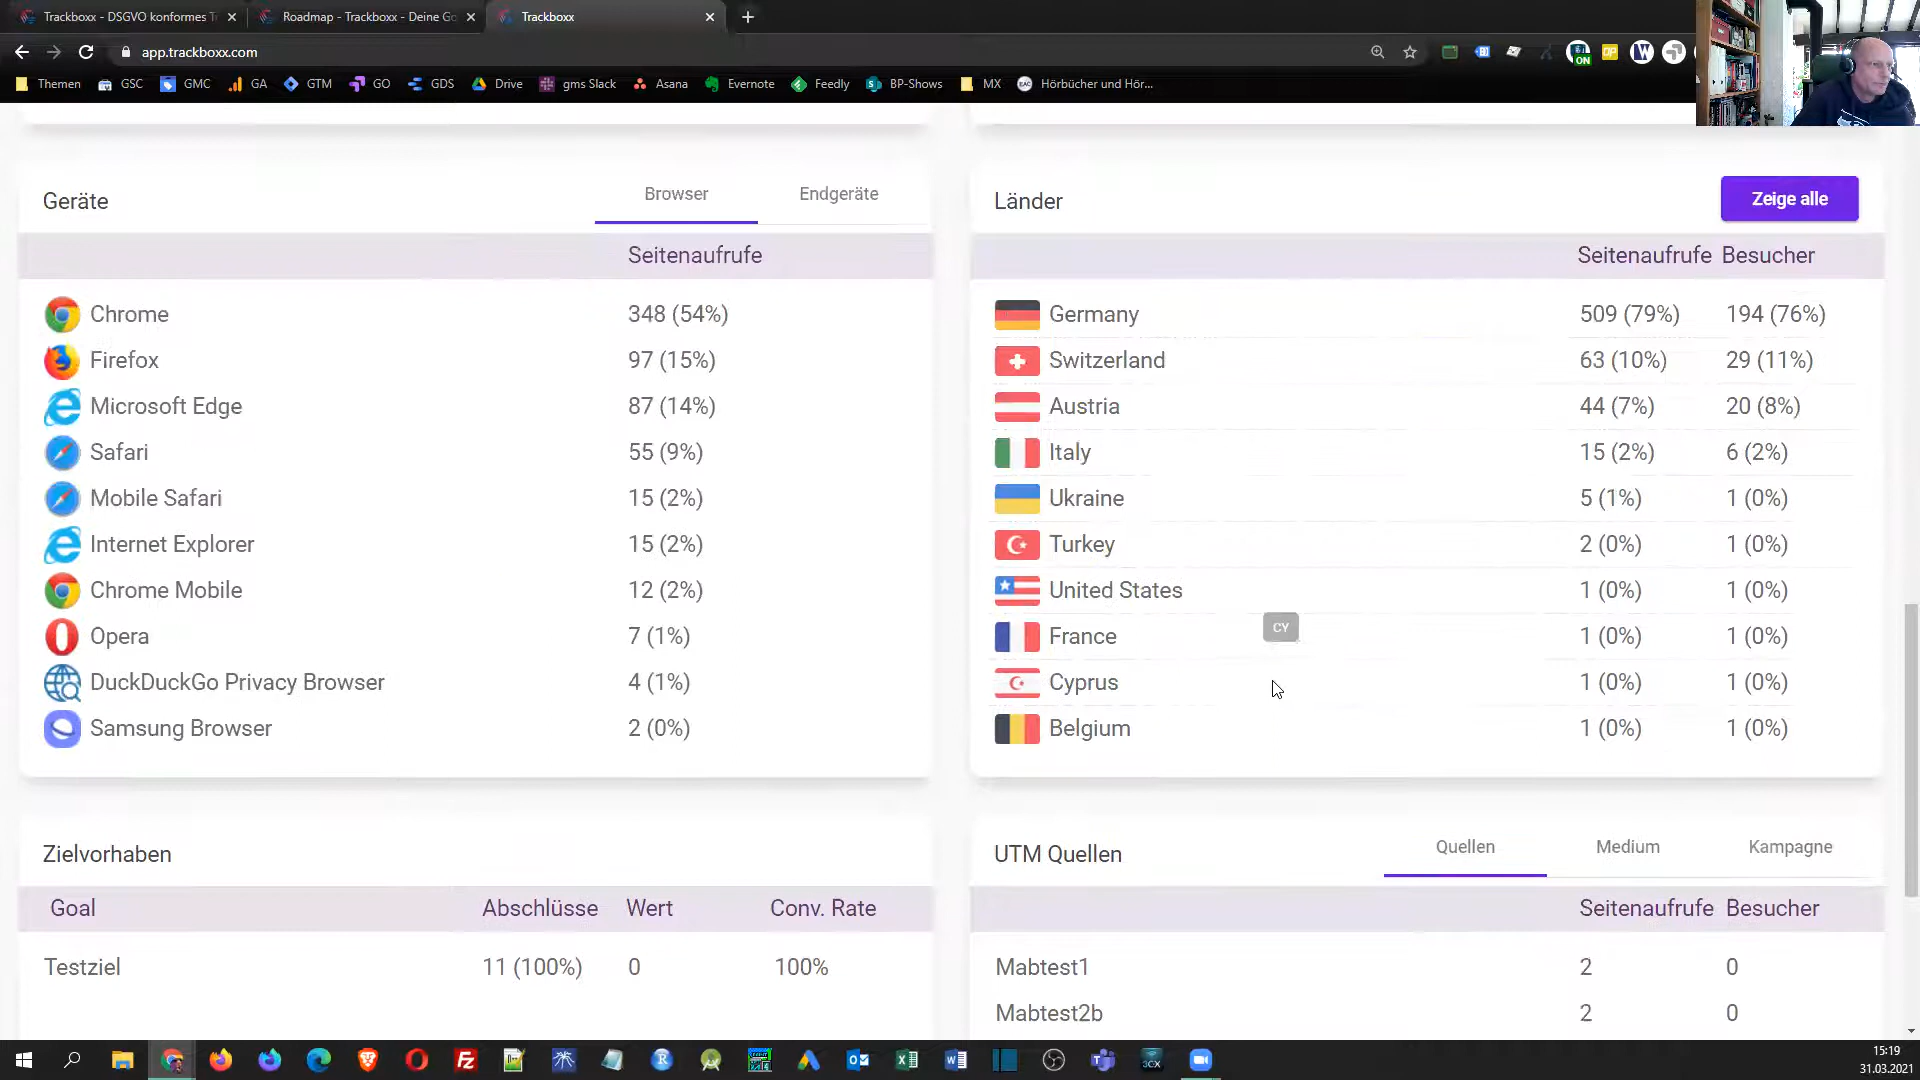 Trackboxx - DSGVO konformes T
Roadmap - Trackboxx - Deine Go
Trackboxx
app.trackboxx.com
ON
Themen
GSC
GMC
GA
GTM
GO
GDS
Drive
gms Slack
Asana
Evernote
Feedly
BP-Shows
MX
Hörbücher und Hör...
Geräte
Browser
Endgeräte
Seitenaufrufe
Chrome 348 (54%)
Firefox 97 (15%)
Microsoft Edge 87 (14%)
Safari 55 (9%)
Mobile Safari 15 (2%)
Internet Explorer 15 (2%)
Chrome Mobile 12 (2%)
Opera 7 (1%)
DuckDuckGo Privacy Browser 4 (1%)
Samsung Browser 2 (0%)
Länder
Zeige alle
Seitenaufrufe Besucher
Germany 509 (79%) 194 (76%)
Switzerland 63 (10%) 29 (11%)
Austria 44 (7%) 20 (8%)
Italy 15 (2%) 6 (2%)
Ukraine 5 (1%) 1 (0%)
Turkey 2 (0%) 1 (0%)
United States 1 (0%) 1 (0%)
CY
France 1 (0%) 1 (0%)
Cyprus 1 (0%) 1 (0%)
Belgium 1 (0%) 1 (0%)
Zielvorhaben
Goal Abschlüsse Wert Conv. Rate
Testziel 11 (100%) 0 100%
UTM Quellen
Quellen
Medium
Kampagne
Seitenaufrufe Besucher
Mabtest1 2 0
Mabtest2b 2 0
15:19
31.03.2021